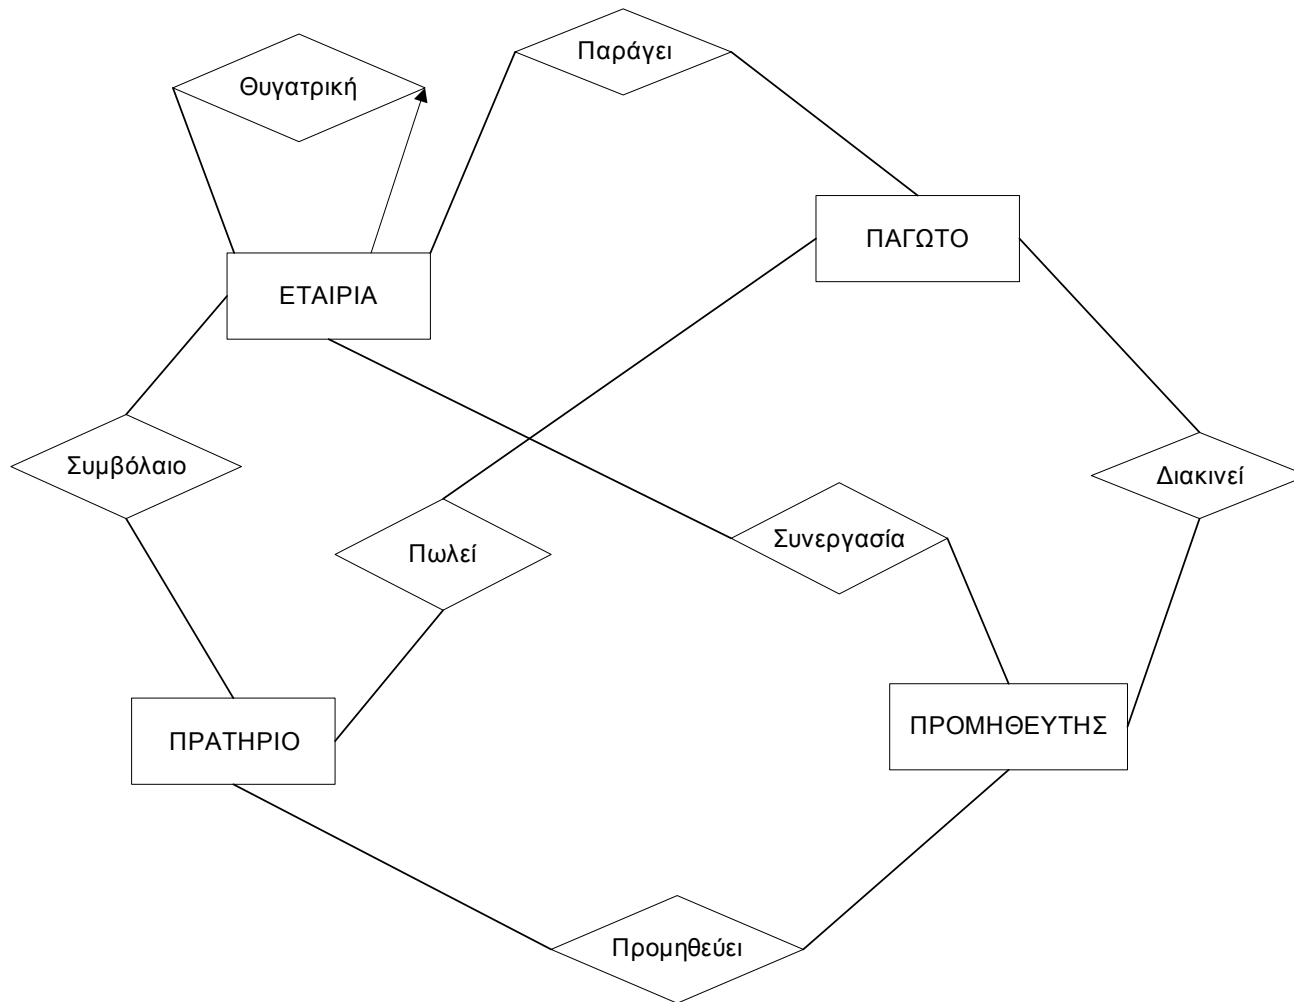 Παράγει
Θυγατρική
ΠΑΓΩΤΟ
ΕΤΑΙΡΙΑ
Συμβόλαιο
Διακινεί
Συνεργασία
Πωλεί
ΠΡΑΤΗΡΙΟ
ΠΡΟΜΗΘΕΥΤΗΣ
Προμηθεύει